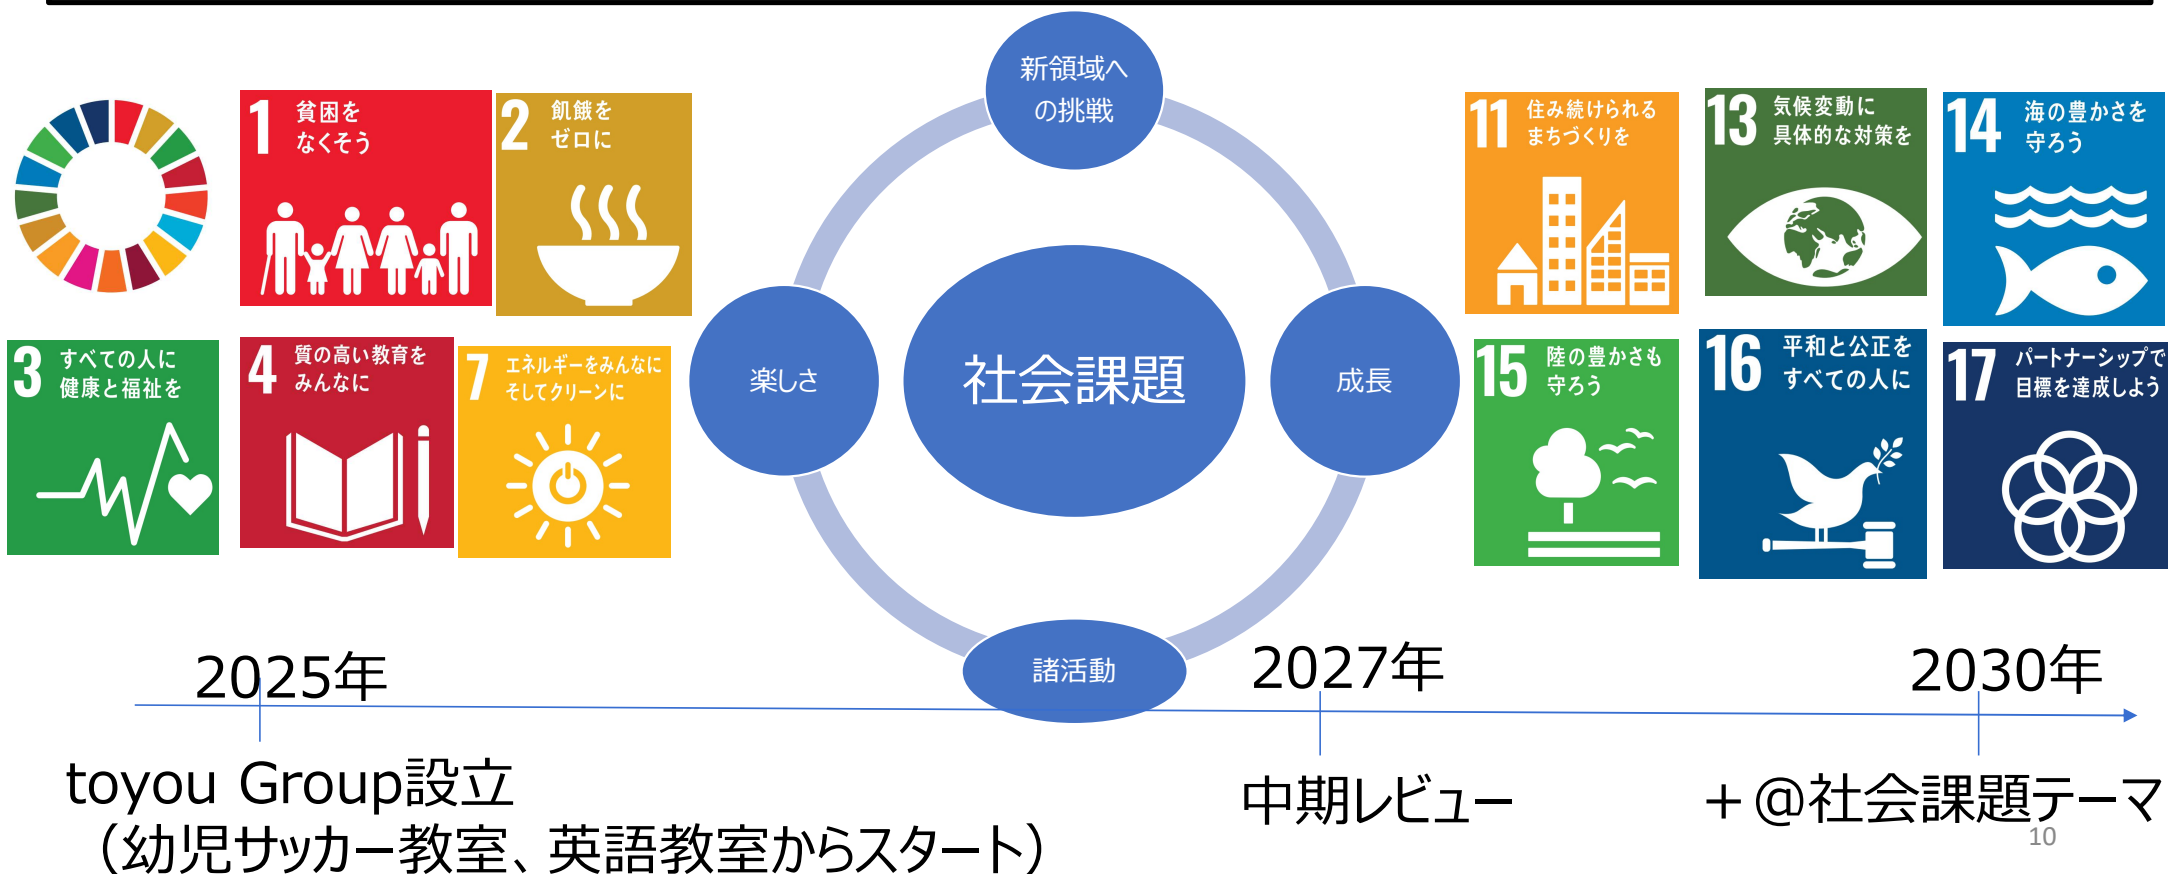 新領域へ
の挑戦
1 貧困を
なくそう
2 飢餓を
ゼロに
3 すべての人に
健康と福祉を
4 質の高い教育を
みんなに
7 エネルギーをみんなに
そしてクリーンに
楽しさ
社会課題
成長
諸活動
11 住み続けられる
まちづくりを
13 気候変動に
具体的な対策を
14 海の豊かさを
守ろう
15 陸の豊かさも
守ろう
16 平和と公正を
すべての人に
17 パートナーシップで
目標を達成しよう
2025年
2027年
2030年
toyou Group設立
（幼児サッカー教室、英語教室からスタート）
中期レビュー
＋@社会課題テーマ
10